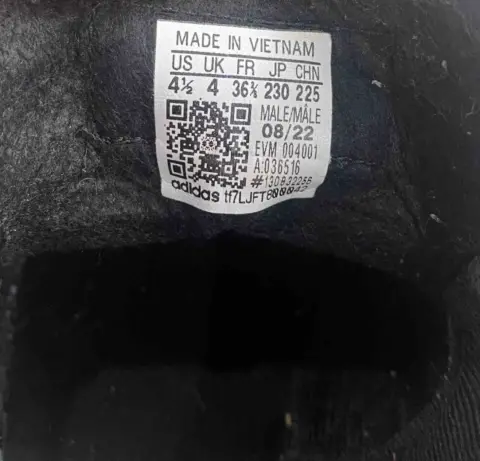 MADE IN VIETNAM
US UK FR JP CHN
4½ 4 36⅔ 230 225
MALE/MÂLE
08/22
EVM 004001
A:036516
adidas